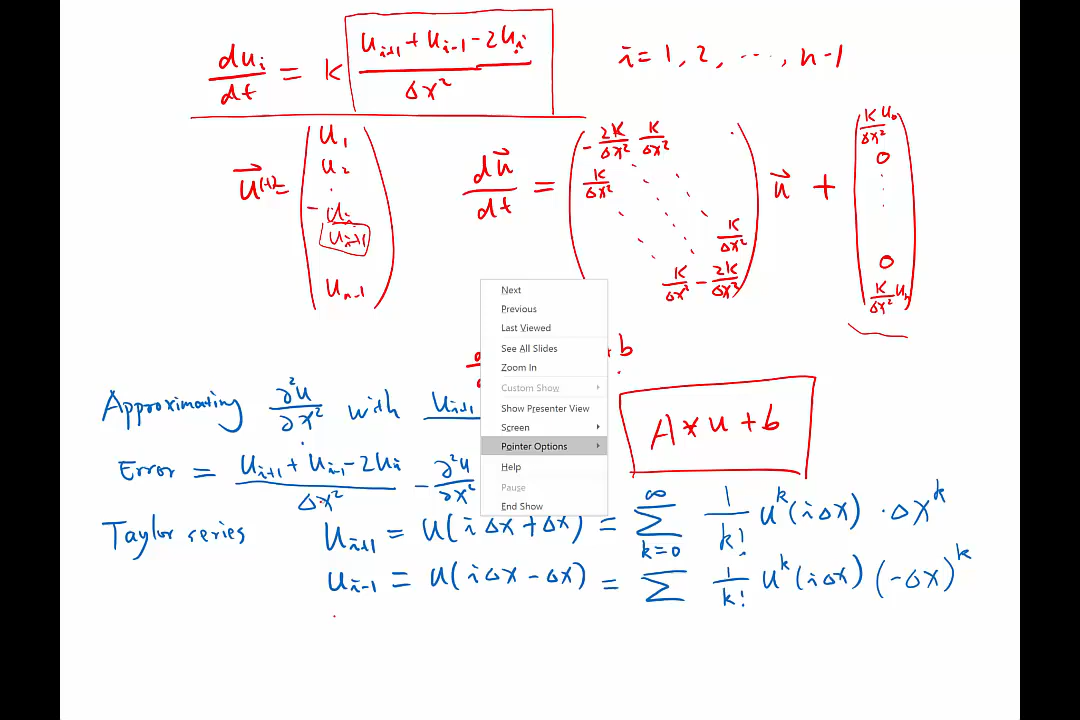 du_i/dt = K (u_{i+1} + u_{i-1} - 2u_i)/Δx² i = 1, 2, ⋯, n-1
u⃗(t) = (u_1 u_2 ⋮ u_i u_{i+1} u_{n-1})
du⃗/dt = (-2K/Δx² K/Δx² K/Δx² ⋱ K/Δx² K/Δx² -2K/Δx²) u⃗ + (K/Δx² u_0 0 ⋮ 0 K/Δx² u_n)
Next
Previous
Last Viewed
See All Slides
Zoom In
Custom Show
Show Presenter View
Screen
Pointer Options
Help
Pause
End Show
b
A * u + b
Approximating ∂²u/∂x² with u_{i+1}
Error = (u_{i+1} + u_{i-1} - 2u_i)/Δx² - ∂²u/∂x²
Taylor series u_{i+1} = u(iΔx + Δx) = ∑_{k=0}^{∞} 1/k! u^k(iΔx) · Δx^k
u_{i-1} = u(iΔx - Δx) = ∑ 1/k! u^k(iΔx) (-Δx)^k